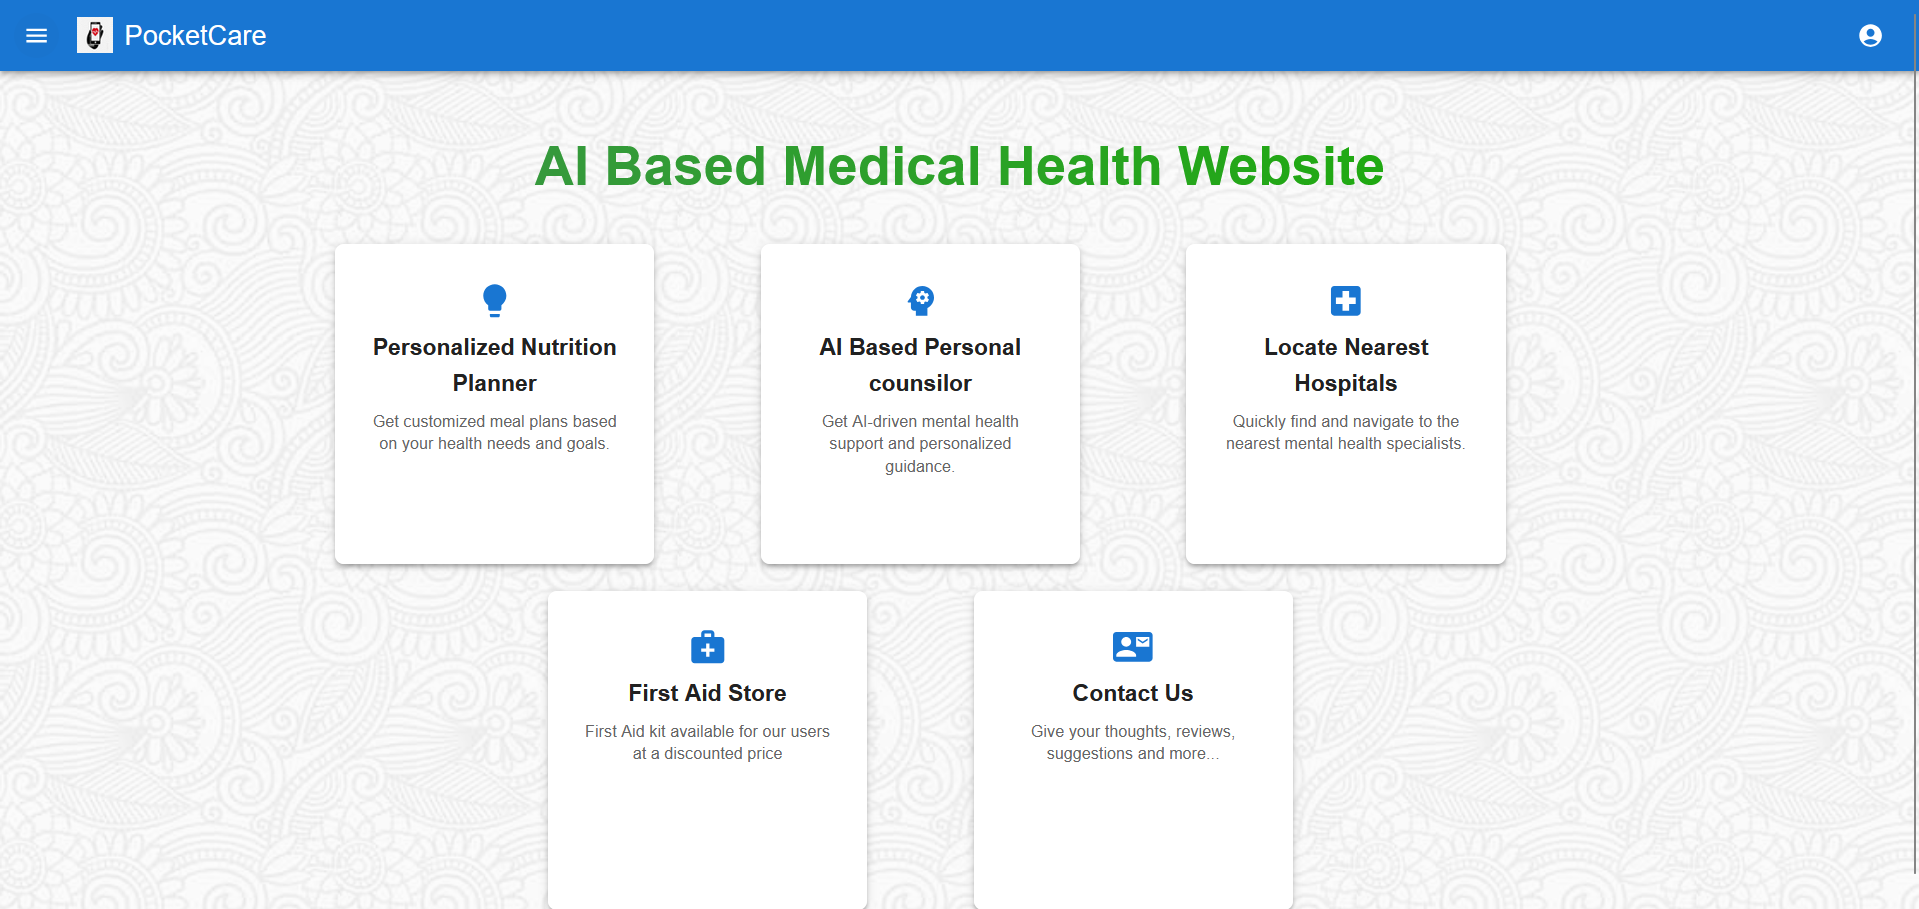 PocketCare
AI Based Medical Health Website
Personalized Nutrition
Planner
Get customized meal plans based
on your health needs and goals.
AI Based Personal
counsilor
Get AI-driven mental health
support and personalized
guidance.
Locate Nearest
Hospitals
Quickly find and navigate to the
nearest mental health specialists.
First Aid Store
First Aid kit available for our users
at a discounted price
Contact Us
Give your thoughts, reviews,
suggestions and more...